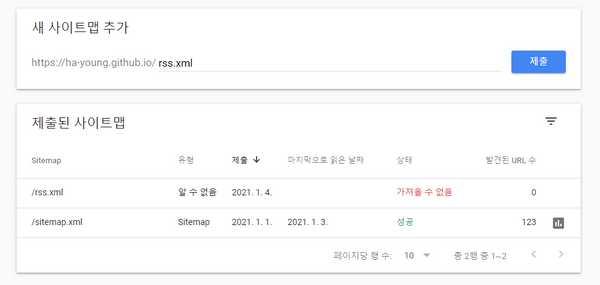 새 사이트맵 추가
https://ha-young.github.io/ rss.xml 제출
제출된 사이트맵
Sitemap 유형 제출 마지막으로 읽은 날짜 상태 발견된 URL 수
/rss.xml 알 수 없음 2021. 1. 4. 가져올 수 없음 0
/sitemap.xml Sitemap 2021. 1. 1. 2021. 1. 3. 성공 123
페이지당 행 수: 10 총 2행 중 1~2